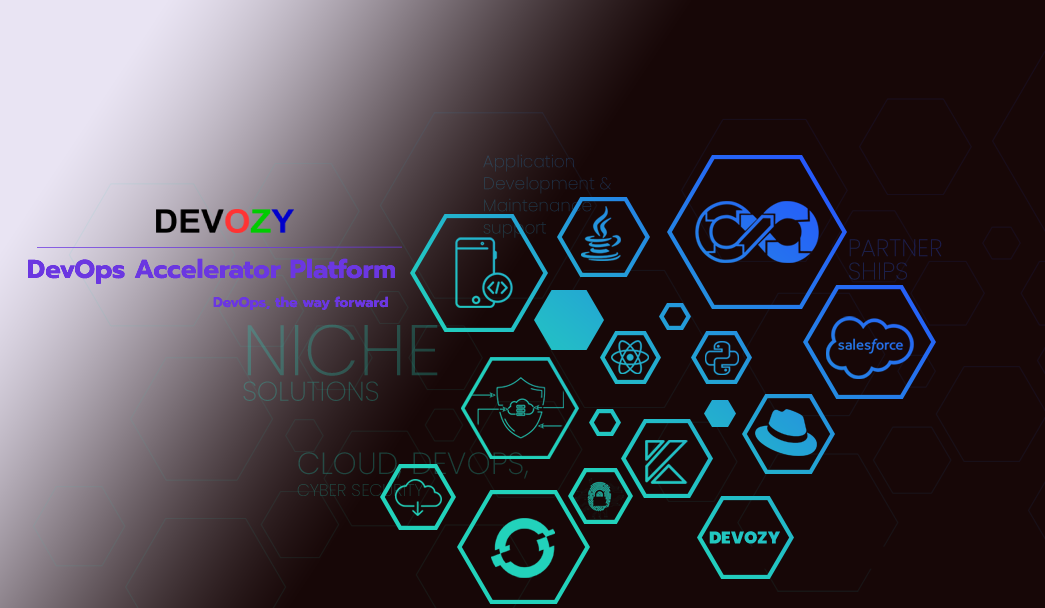 DEVOZY
DevOps Accelerator Platform
DevOps, the way forward
NICHE
SOLUTIONS
CLOUD, DEVOPS,
CYBER SECURITY
Application
Development &
Maintenance
support
PARTNER
SHIPS
</>
salesforce
DEVOZY